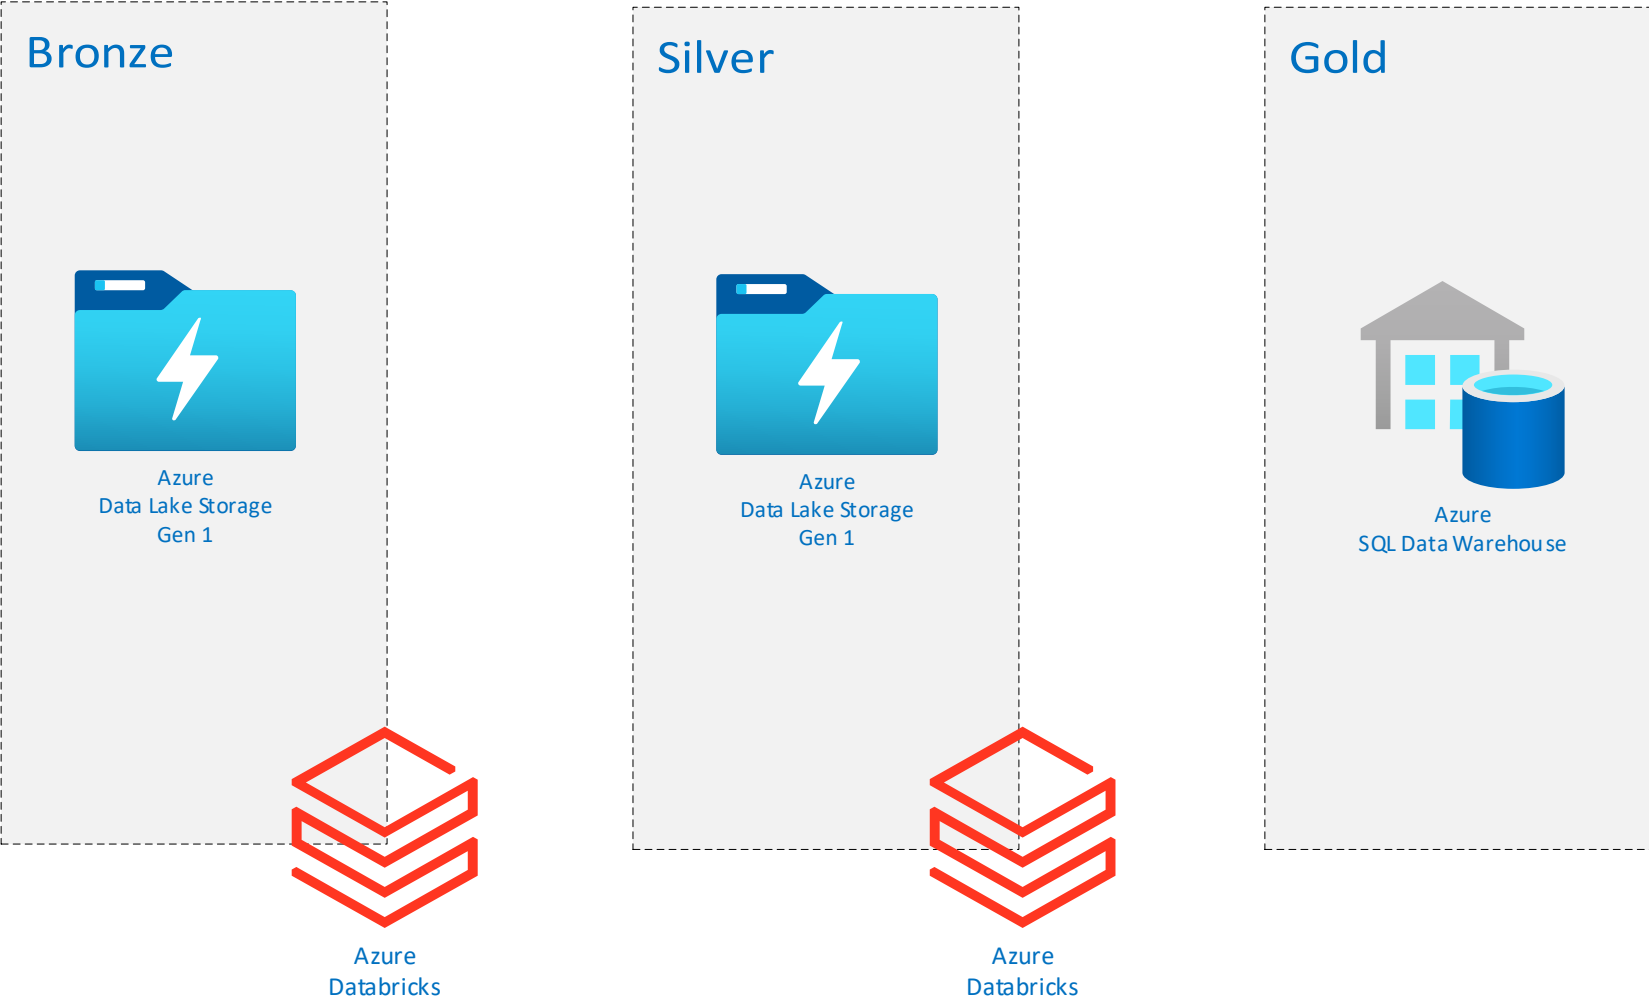 Bronze
Azure
Data Lake Storage
Gen 1
Azure
Databricks
Silver
Azure
Data Lake Storage
Gen 1
Azure
Databricks
Gold
Azure
SQL Data Warehouse